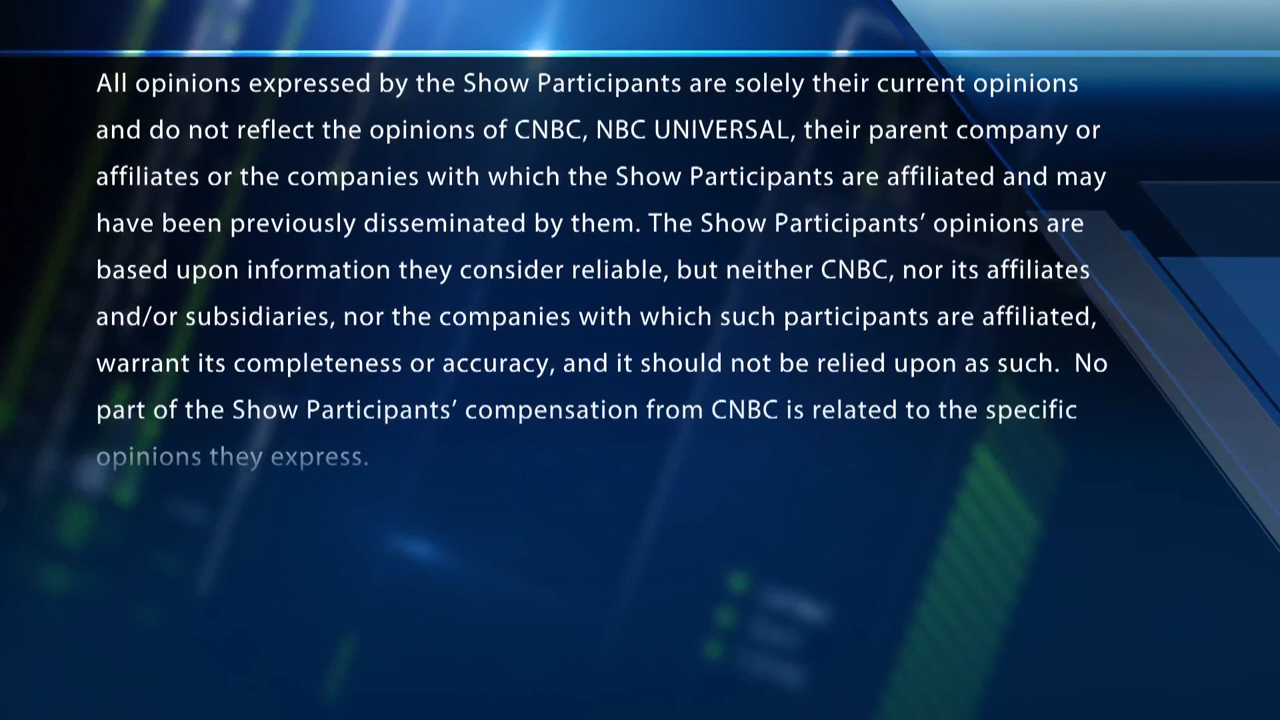 All opinions expressed by the Show Participants are solely their current opinions
and do not reflect the opinions of CNBC, NBC UNIVERSAL, their parent company or
affiliates or the companies with which the Show Participants are affiliated and may
have been previously disseminated by them. The Show Participants’ opinions are
based upon information they consider reliable, but neither CNBC, nor its affiliates
and/or subsidiaries, nor the companies with which such participants are affiliated,
warrant its completeness or accuracy, and it should not be relied upon as such.  No
part of the Show Participants’ compensation from CNBC is related to the specific
opinions they express.